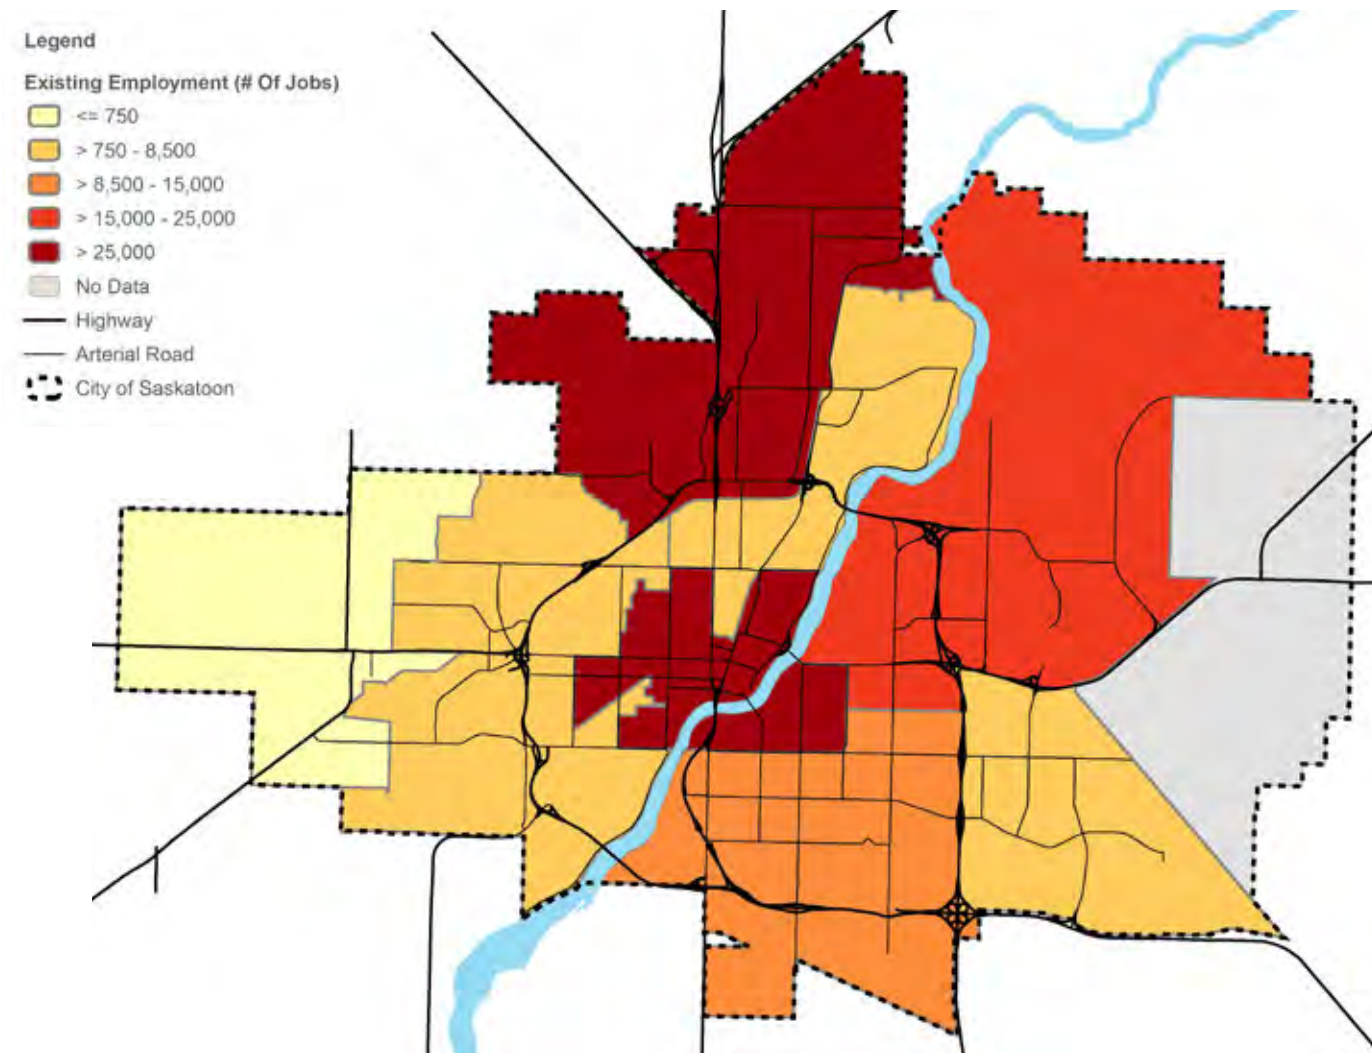 Legend
Existing Employment (# Of Jobs)
<= 750
> 750 - 8,500
> 8,500 - 15,000
> 15,000 - 25,000
> 25,000
No Data
Highway
Arterial Road
City of Saskatoon